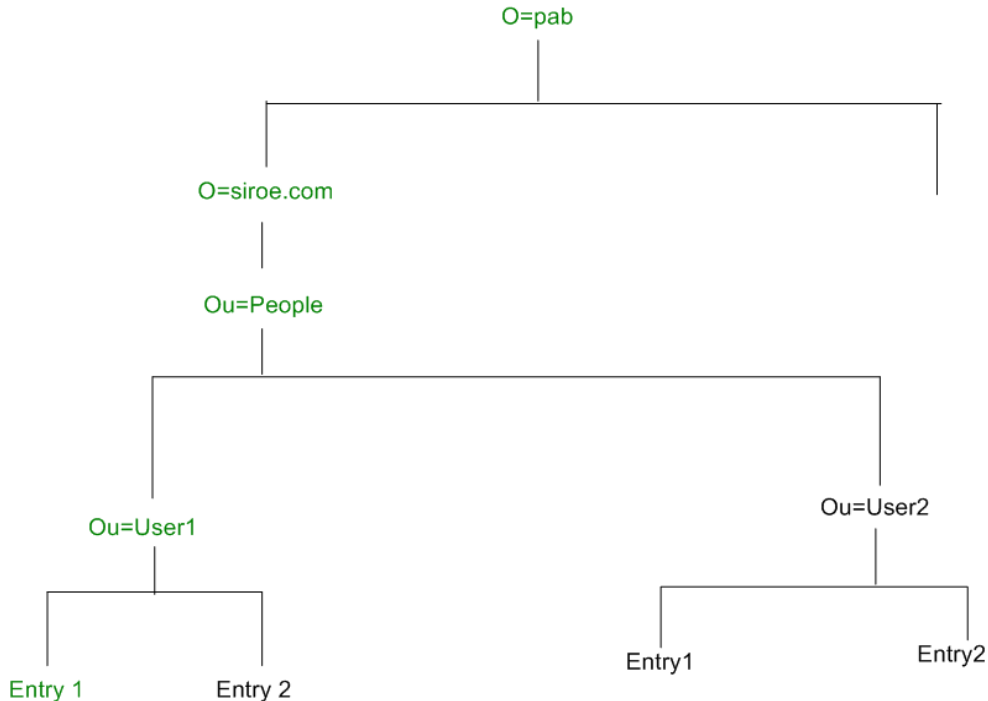 O=pab
O=siroe.com
Ou=People
Ou=User1
Ou=User2
Entry 1
Entry 2
Entry1
Entry2